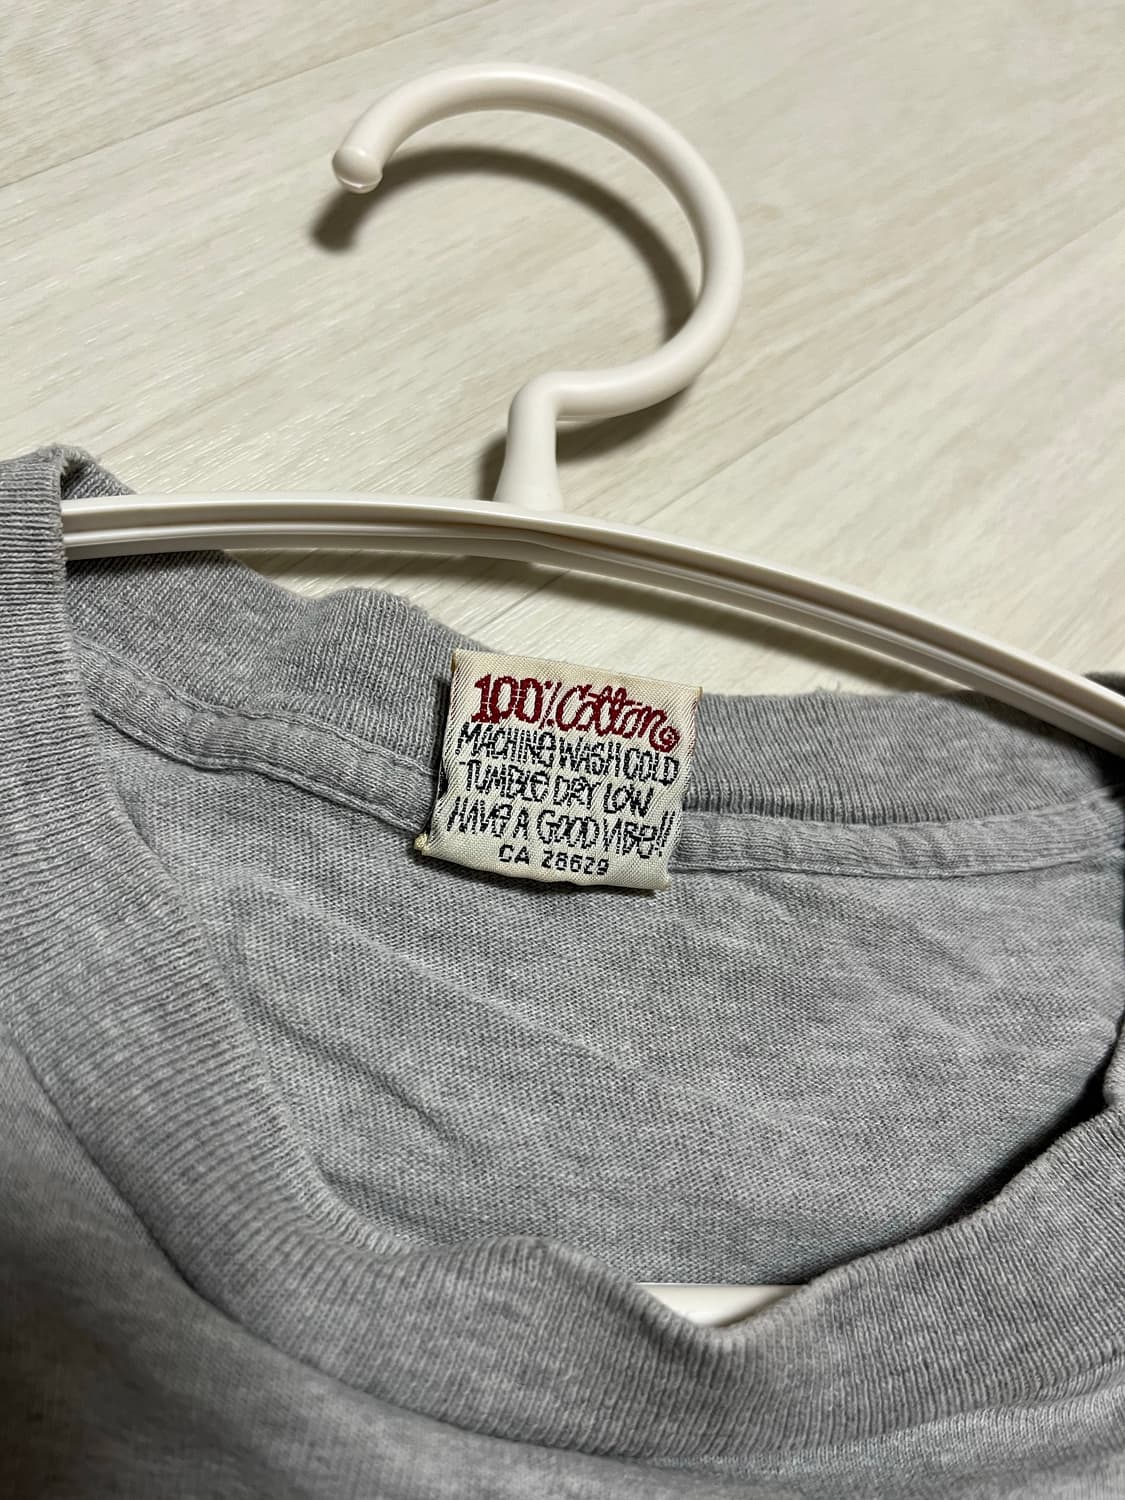 100% Cotton
MACHINE WASH COLD
TUMBLE DRY LOW
HAVE A GOOD VIBE!!
CA 28629